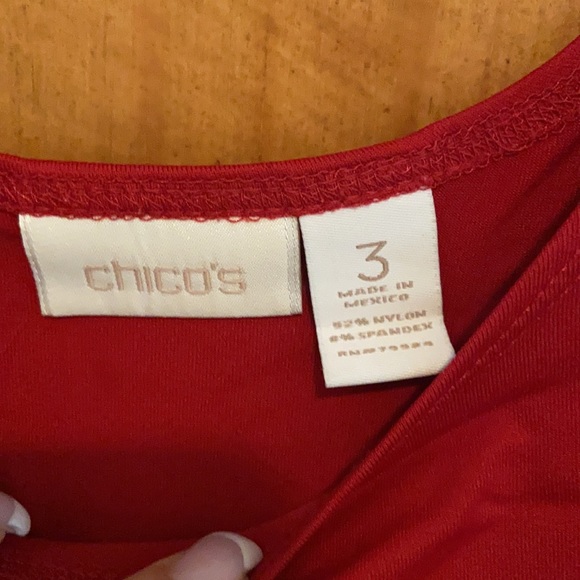 chico's
3
MADE IN
MEXICO
92% NYLON
8% SPANDEX